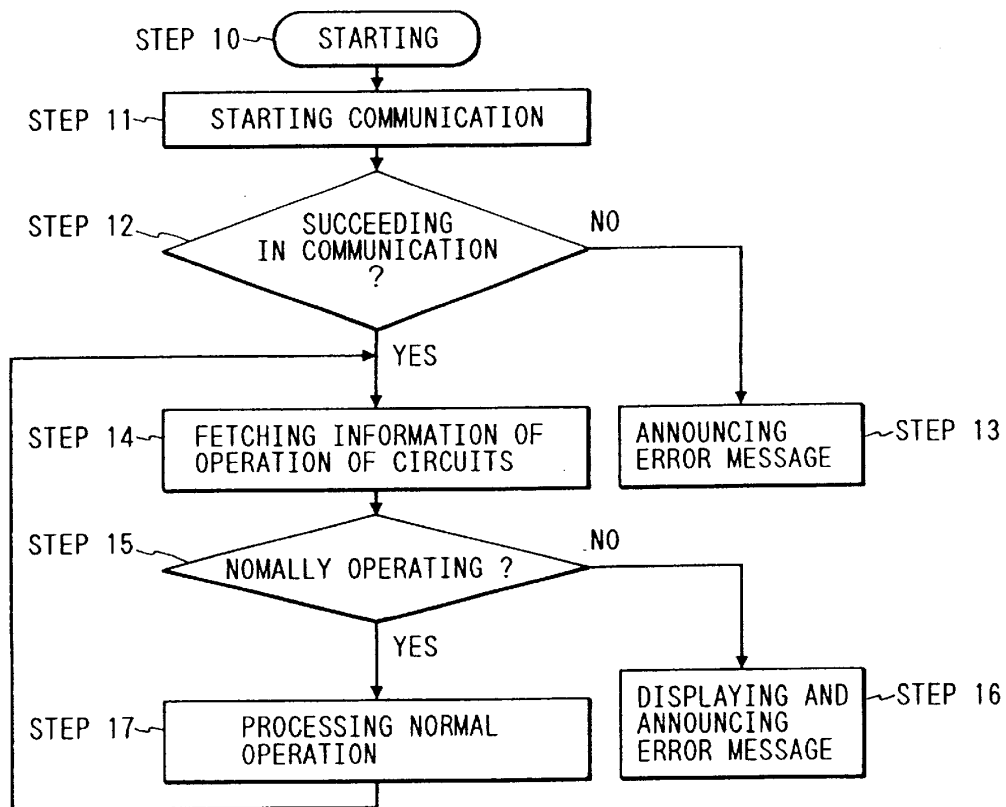 STEP 10
STARTING
STEP 11
STARTING COMMUNICATION
STEP 12
SUCCEEDING
IN COMMUNICATION
?
NO
YES
STEP 14
FETCHING INFORMATION OF
OPERATION OF CIRCUITS
ANNOUNCING
ERROR MESSAGE
STEP 13
STEP 15
NOMALLY OPERATING ?
NO
YES
STEP 17
PROCESSING NORMAL
OPERATION
DISPLAYING AND
ANNOUNCING
ERROR MESSAGE
STEP 16